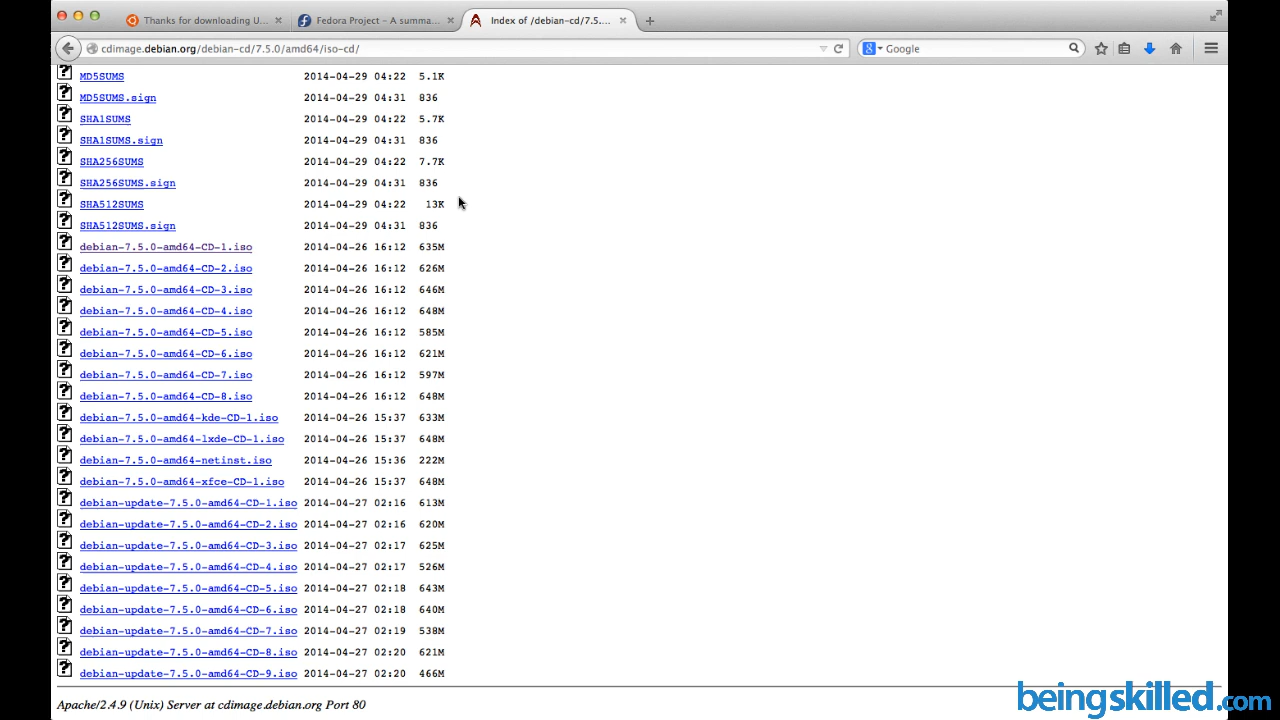 Thanks for downloading U...
Fedora Project – A summa...
Index of /debian-cd/7.5....
cdimage.debian.org/debian-cd/7.5.0/amd64/iso-cd/
Google
MD5SUMS 2014-04-29 04:22 5.1K
MD5SUMS.sign 2014-04-29 04:31 836
SHA1SUMS 2014-04-29 04:22 5.7K
SHA1SUMS.sign 2014-04-29 04:31 836
SHA256SUMS 2014-04-29 04:22 7.7K
SHA256SUMS.sign 2014-04-29 04:31 836
SHA512SUMS 2014-04-29 04:22 13K
SHA512SUMS.sign 2014-04-29 04:31 836
debian-7.5.0-amd64-CD-1.iso 2014-04-26 16:12 635M
debian-7.5.0-amd64-CD-2.iso 2014-04-26 16:12 626M
debian-7.5.0-amd64-CD-3.iso 2014-04-26 16:12 646M
debian-7.5.0-amd64-CD-4.iso 2014-04-26 16:12 648M
debian-7.5.0-amd64-CD-5.iso 2014-04-26 16:12 585M
debian-7.5.0-amd64-CD-6.iso 2014-04-26 16:12 621M
debian-7.5.0-amd64-CD-7.iso 2014-04-26 16:12 597M
debian-7.5.0-amd64-CD-8.iso 2014-04-26 16:12 648M
debian-7.5.0-amd64-kde-CD-1.iso 2014-04-26 15:37 633M
debian-7.5.0-amd64-lxde-CD-1.iso 2014-04-26 15:37 648M
debian-7.5.0-amd64-netinst.iso 2014-04-26 15:36 222M
debian-7.5.0-amd64-xfce-CD-1.iso 2014-04-26 15:37 648M
debian-update-7.5.0-amd64-CD-1.iso 2014-04-27 02:16 613M
debian-update-7.5.0-amd64-CD-2.iso 2014-04-27 02:16 620M
debian-update-7.5.0-amd64-CD-3.iso 2014-04-27 02:17 625M
debian-update-7.5.0-amd64-CD-4.iso 2014-04-27 02:17 526M
debian-update-7.5.0-amd64-CD-5.iso 2014-04-27 02:18 643M
debian-update-7.5.0-amd64-CD-6.iso 2014-04-27 02:18 640M
debian-update-7.5.0-amd64-CD-7.iso 2014-04-27 02:19 538M
debian-update-7.5.0-amd64-CD-8.iso 2014-04-27 02:20 621M
debian-update-7.5.0-amd64-CD-9.iso 2014-04-27 02:20 466M
Apache/2.4.9 (Unix) Server at cdimage.debian.org Port 80
beingskilled.com